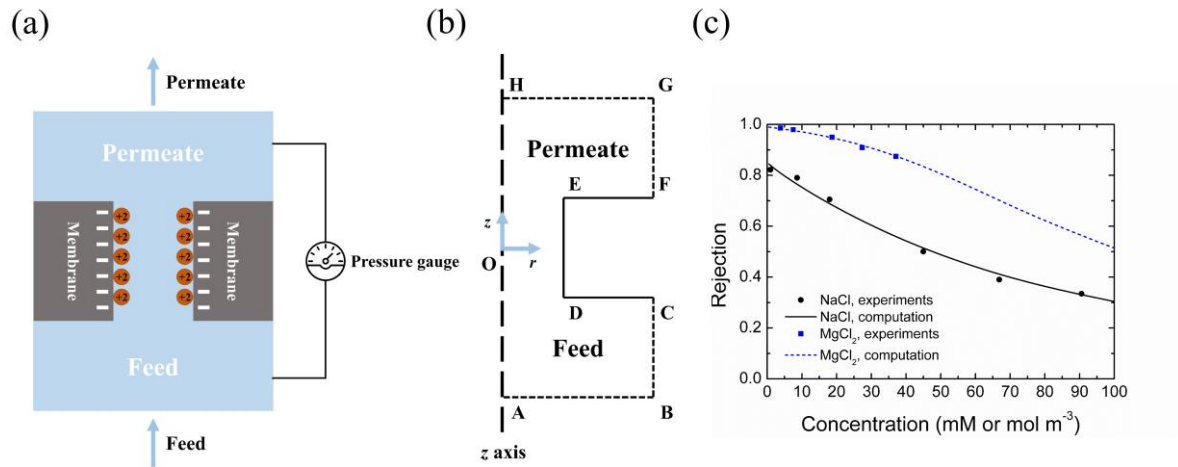 (a)
Permeate
Permeate
Membrane
+2
+2
+2
+2
+2
+2
+2
+2
+2
+2
Membrane
Pressure gauge
Feed
Feed
(b)
H
G
Permeate
E
F
z
O
r
D
C
Feed
A
B
z axis
(c)
Rejection
1.0
0.8
0.6
0.4
0.2
0.0
NaCl, experiments
NaCl, computation
MgCl₂, experiments
MgCl₂, computation
0 10 20 30 40 50 60 70 80 90 100
Concentration (mM or mol m⁻³)